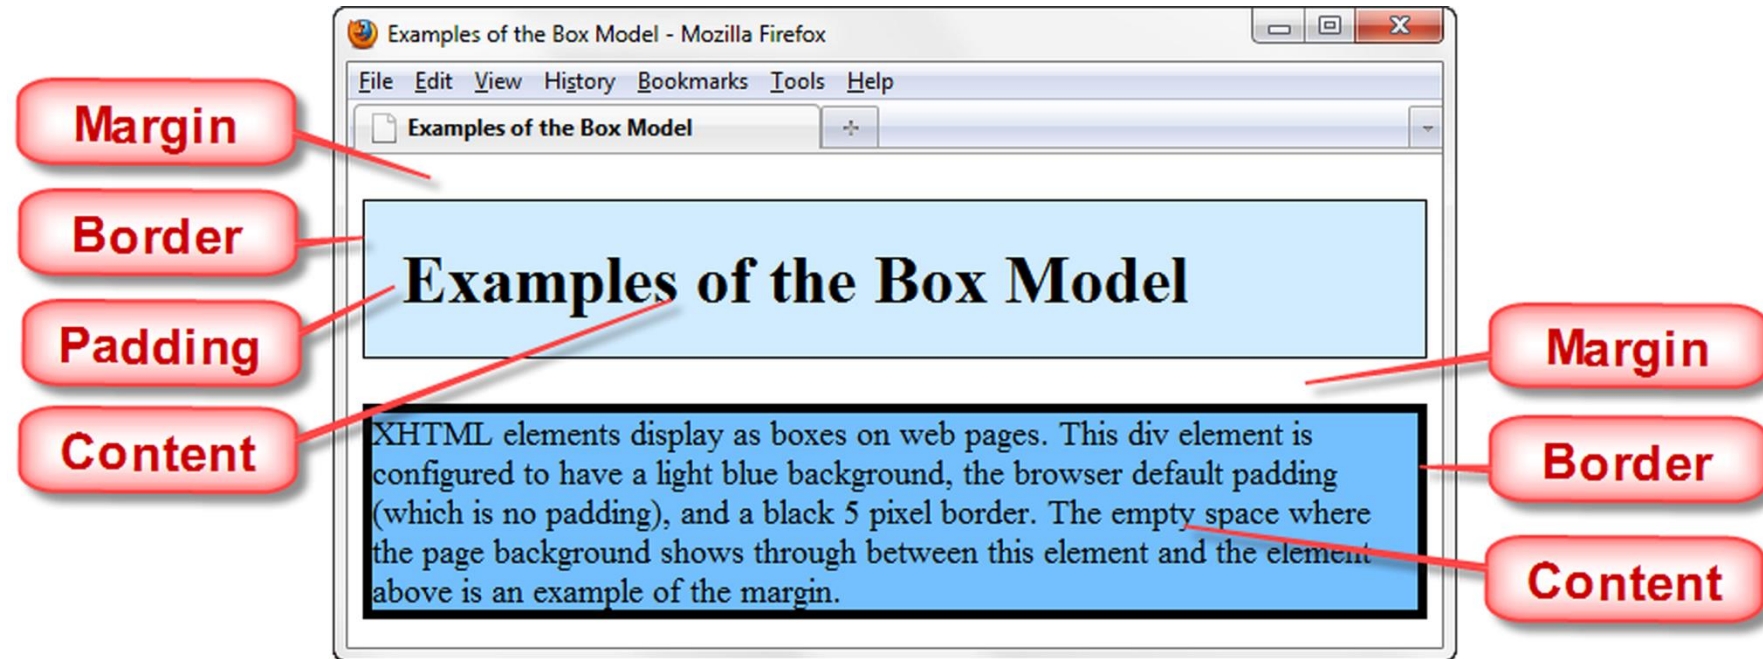 Examples of the Box Model - Mozilla Firefox
File Edit View History Bookmarks Tools Help
Examples of the Box Model
Margin
Border
Padding
Content
Examples of the Box Model
XHTML elements display as boxes on web pages. This div element is
configured to have a light blue background, the browser default padding
(which is no padding), and a black 5 pixel border. The empty space where
the page background shows through between this element and the element
above is an example of the margin.
Margin
Border
Content